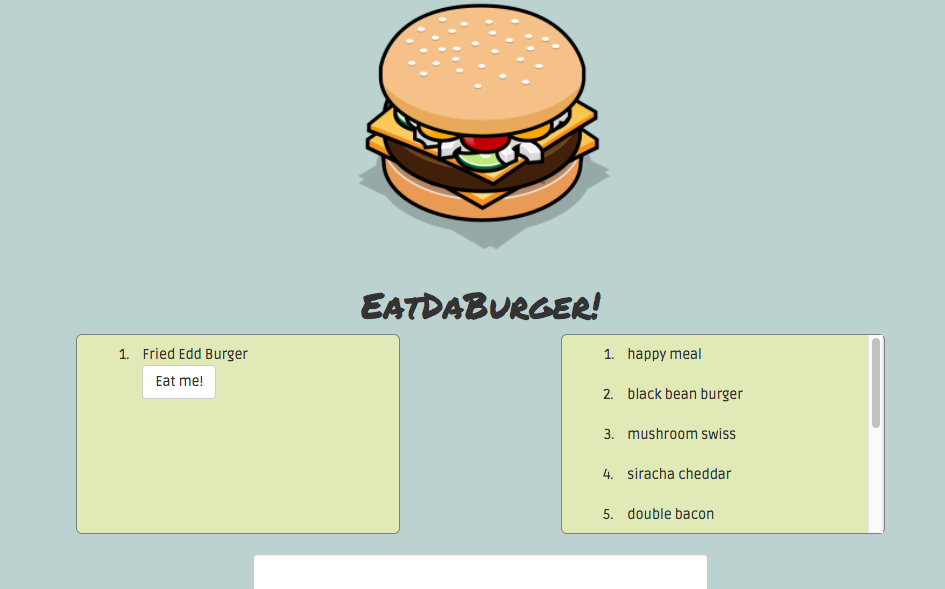 EatDaBurger!
1. Fried Edd Burger
Eat me!
1. happy meal
2. black bean burger
3. mushroom swiss
4. siracha cheddar
5. double bacon